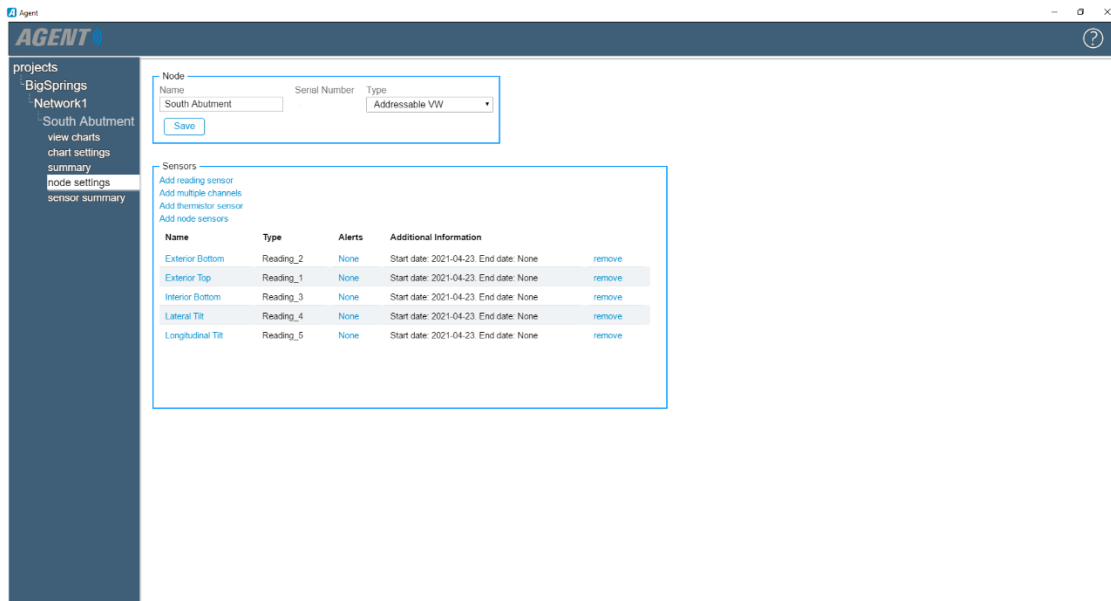 Agent
AGENT
?
projects
BigSprings
Network1
South Abutment
view charts
chart settings
summary
node settings
sensor summary
Node
Name Serial Number Type
South Abutment Addressable VW
Save
Sensors
Add reading sensor
Add multiple channels
Add thermistor sensor
Add node sensors
Name Type Alerts Additional Information
Exterior Bottom Reading_2 None Start date: 2021-04-23. End date: None remove
Exterior Top Reading_1 None Start date: 2021-04-23. End date: None remove
Interior Bottom Reading_3 None Start date: 2021-04-23. End date: None remove
Lateral Tilt Reading_4 None Start date: 2021-04-23. End date: None remove
Longitudinal Tilt Reading_5 None Start date: 2021-04-23. End date: None remove